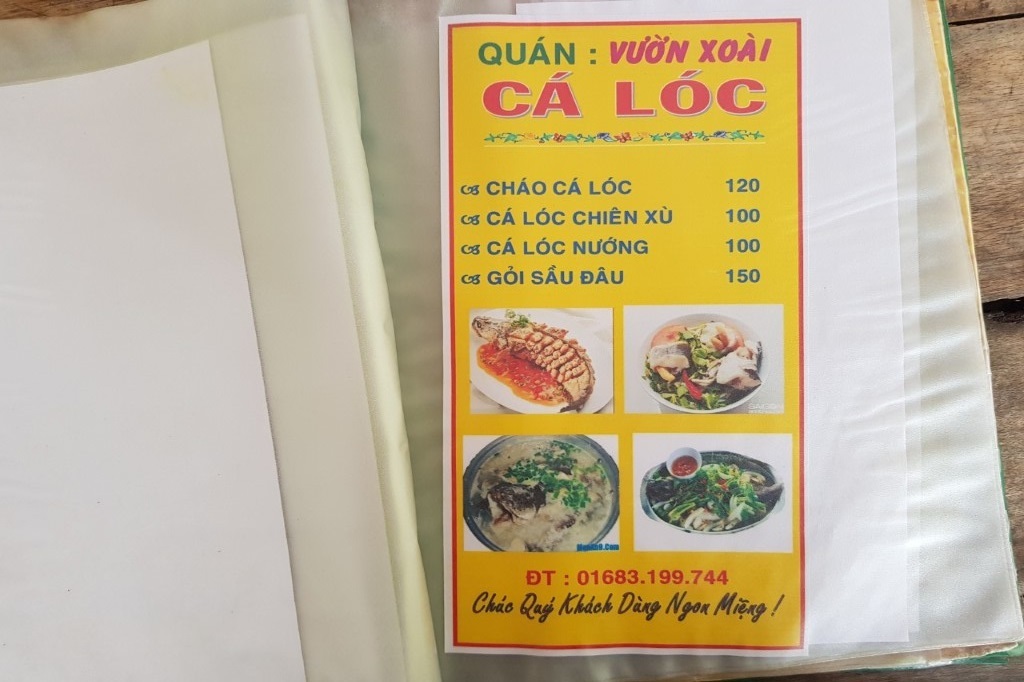 QUÁN : VƯỜN XOÀI
CÁ LÓC
CHÁO CÁ LÓC 120
CÁ LÓC CHIÊN XÙ 100
CÁ LÓC NƯỚNG 100
GỎI SẦU ĐÂU 150
ĐT : 01683.199.744
Chúc Quý Khách Dùng Ngon Miệng !